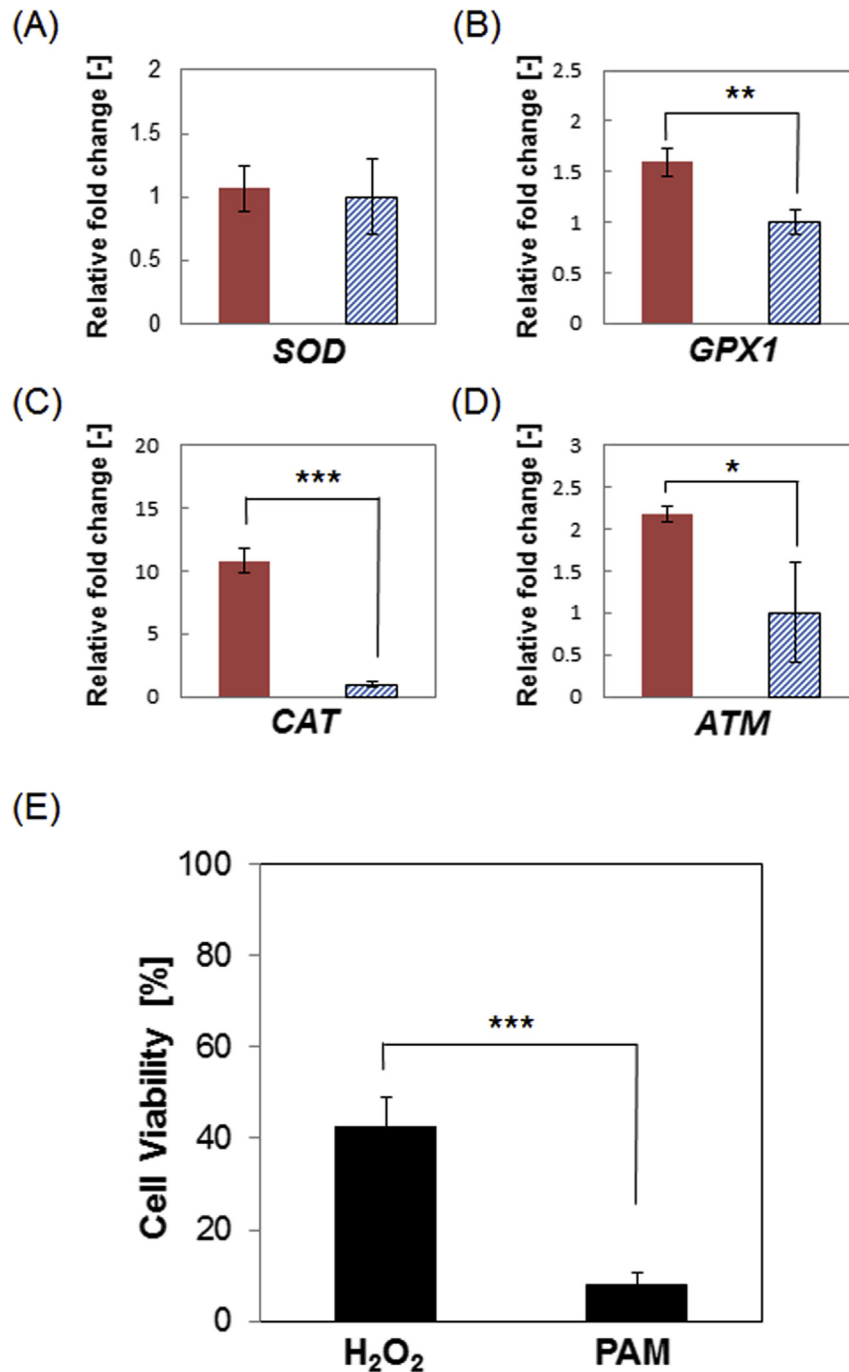 (A)
Relative fold change [-]
2
1.5
1
0.5
0
SOD
(B)
Relative fold change [-]
2.5
2
1.5
1
0.5
0
**
GPX1
(C)
Relative fold change [-]
20
15
10
5
0
***
CAT
(D)
Relative fold change [-]
3
2.5
2
1.5
1
0.5
0
*
ATM
(E)
Cell Viability [%]
100
80
60
40
20
0
***
H₂O₂ PAM